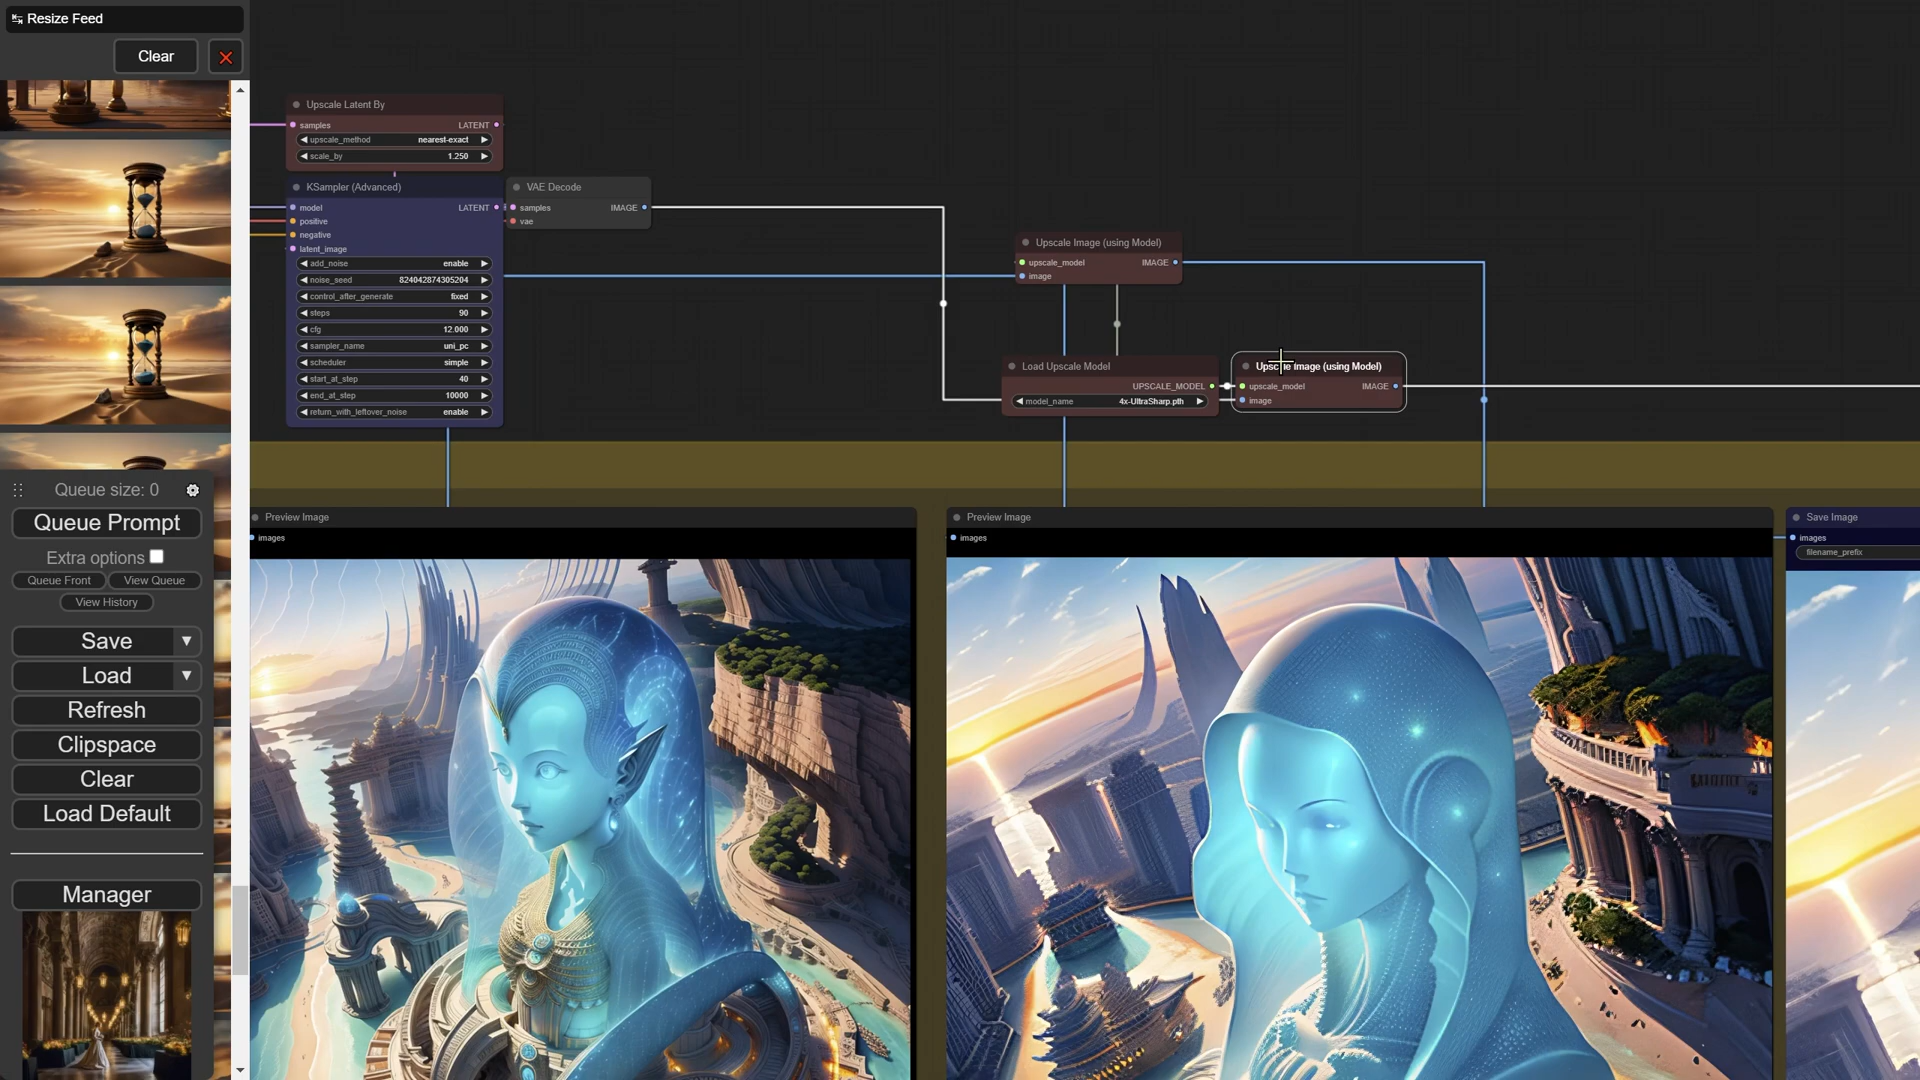 Resize Feed
Clear
Queue size: 0
Queue Prompt
Extra options
Queue Front
View Queue
View History
Save
Load
Refresh
Clipspace
Clear
Load Default
Manager
Upscale Latent By
samples LATENT
upscale_method nearest-exact
scale_by 1.250
KSampler (Advanced)
model LATENT
positive
negative
latent_image
add_noise enable
noise_seed 824042874305204
control_after_generate fixed
steps 90
cfg 12.000
sampler_name uni_pc
scheduler simple
start_at_step 40
end_at_step 10000
return_with_leftover_noise enable
VAE Decode
samples IMAGE
vae
Upscale Image (using Model)
upscale_model IMAGE
image
Load Upscale Model
UPSCALE_MODEL
model_name 4x-UltraSharp.pth
Upscale Image (using Model)
upscale_model IMAGE
image
Preview Image
images
Preview Image
images
Save Image
images
filename_prefix